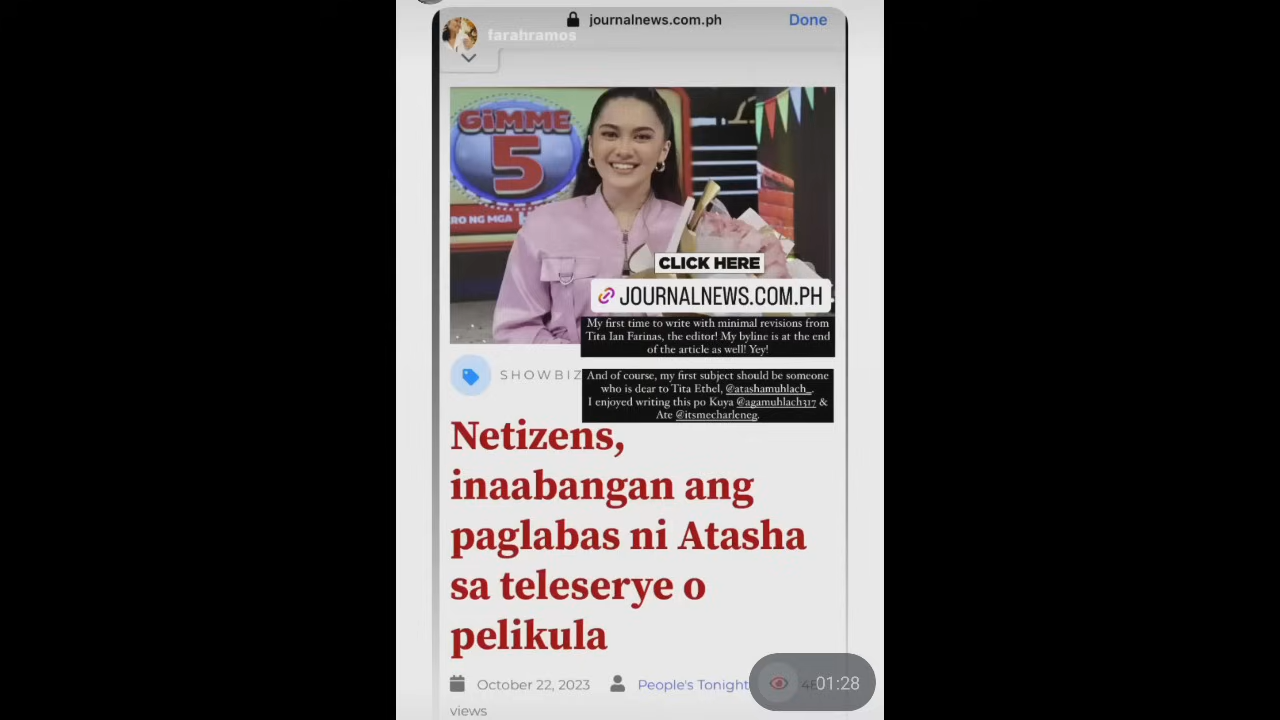 journalnews.com.ph
Done
farahramos
GIMME
5
RO NG MGA
CLICK HERE
JOURNALNEWS.COM.PH
My first time to write with minimal revisions from
Tita Ian Farinas, the editor! My byline is at the end
of the article as well! Yey!
SHOWBIZ
And of course, my first subject should be someone
who is dear to Tita Ethel, @atashamuhlach_.
I enjoyed writing this po Kuya @agamuhlach317 &
Ate @itsmecharleneg.
Netizens,
inaabangan ang
paglabas ni Atasha
sa teleserye o
pelikula
October 22, 2023
People's Tonight
01:28
views